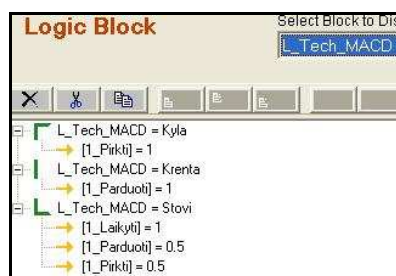 Logic Block
Select Block to Dis
L_Tech_MACD
L_Tech_MACD = Kyla
[1_Pirkti] = 1
L_Tech_MACD = Krenta
[1_Parduoti] = 1
L_Tech_MACD = Stovi
[1_Laikyti] = 1
[1_Parduoti] = 0.5
[1_Pirkti] = 0.5